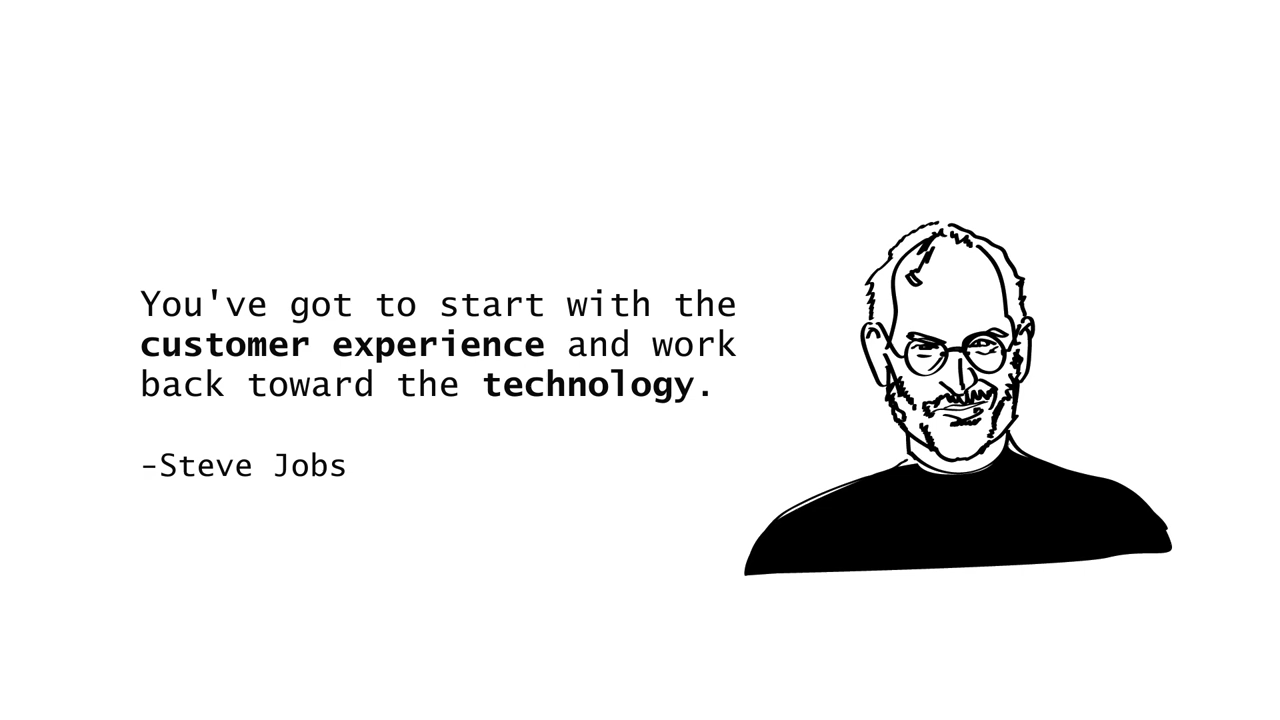 You've got to start with the
customer experience and work
back toward the technology.
–Steve Jobs